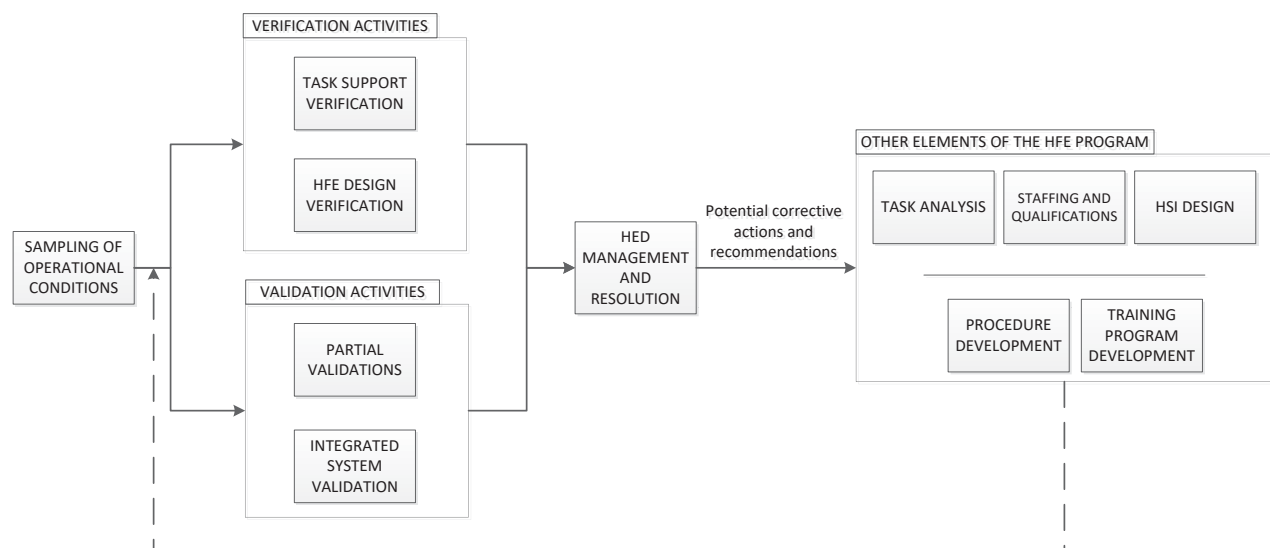 VERIFICATION ACTIVITIES
TASK SUPPORT
VERIFICATION
HFE DESIGN
VERIFICATION
SAMPLING OF
OPERATIONAL
CONDITIONS
VALIDATION ACTIVITIES
PARTIAL
VALIDATIONS
INTEGRATED
SYSTEM
VALIDATION
HED
MANAGEMENT
AND
RESOLUTION
Potential corrective
actions and
recommendations
OTHER ELEMENTS OF THE HFE PROGRAM
TASK ANALYSIS
STAFFING AND
QUALIFICATIONS
HSI DESIGN
PROCEDURE
DEVELOPMENT
TRAINING
PROGRAM
DEVELOPMENT